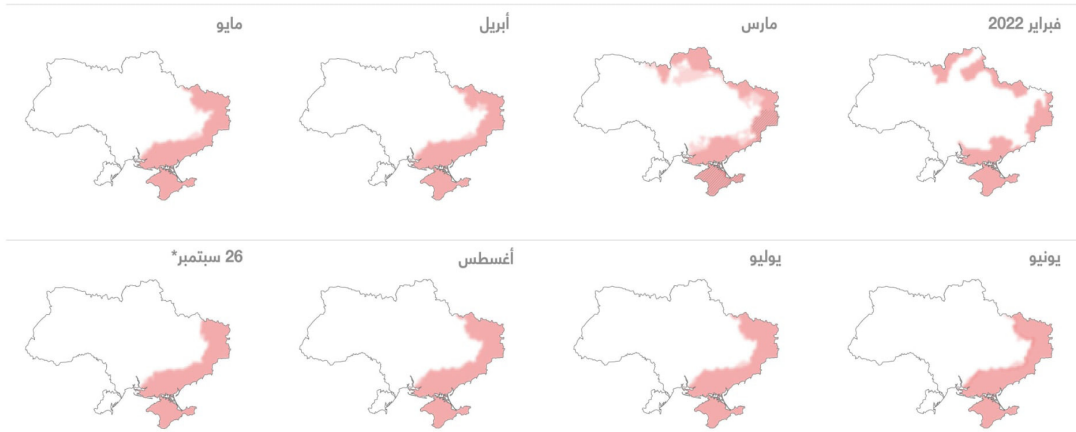 فبراير 2022
مارس
أبريل
مايو
يونيو
يوليو
أغسطس
26 سبتمبر*